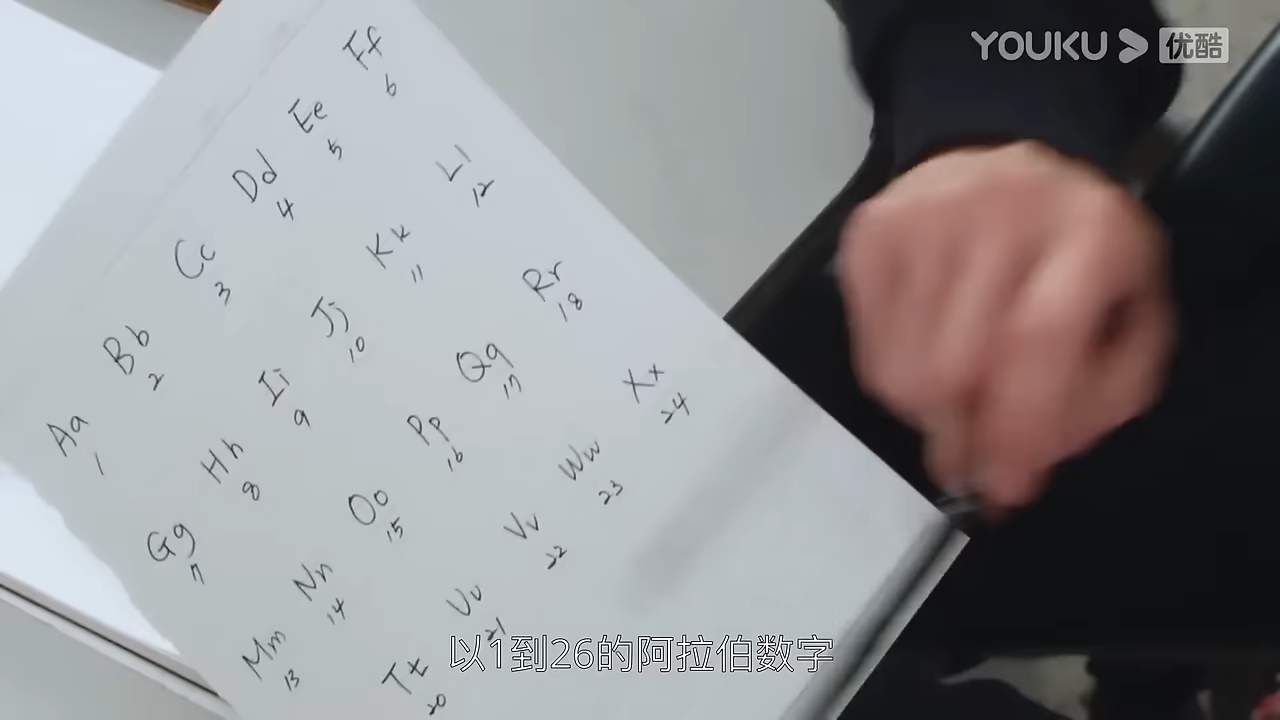 YOUKU 优酷
Aa Bb Cc Dd Ee Ff
1 2 3 4 5 6
Gg Hh Ii Jj Kk Ll
7 8 9 10 11 12
Mm Nn Oo Pp Qq Rr
13 14 15 16 17 18
Tt Uu Vv Ww Xx
20 21 22 23 24
以1到26的阿拉伯数字